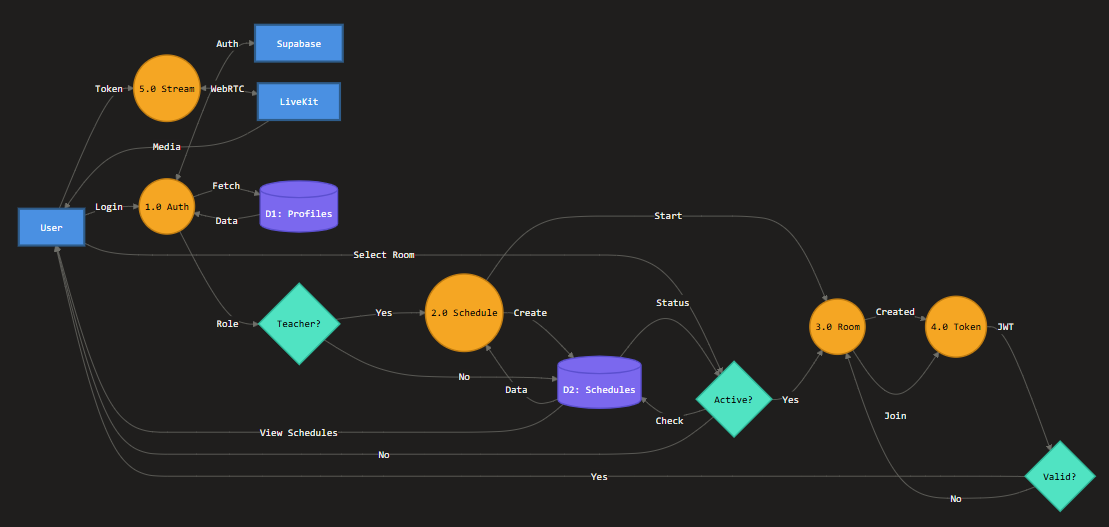 Auth
Supabase
Token
5.0 Stream
WebRTC
LiveKit
Media
Fetch
Login
1.0 Auth
D1: Profiles
Data
User
Start
Select Room
Status
Role
Teacher?
Yes
2.0 Schedule
Create
3.0 Room
Created
4.0 Token
JWT
No
Data
D2: Schedules
Active?
Yes
Check
Join
View Schedules
No
Yes
Valid?
No